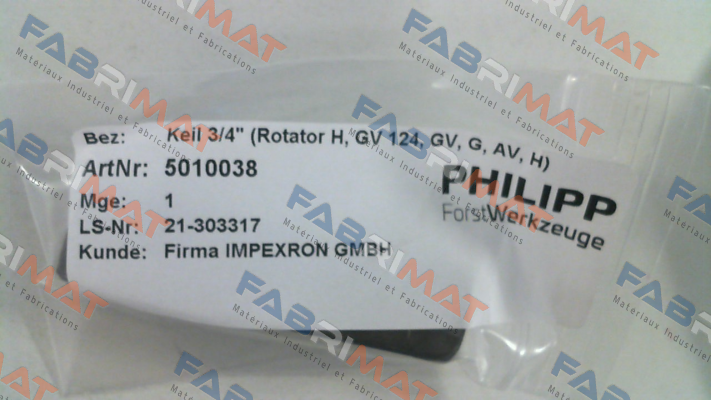 Bez: Keil 3/4" (Rotator H, GV 124, GV, G, AV, H)
ArtNr: 5010038
Mge: 1
LS-Nr: 21-303317
Kunde: Firma IMPEXRON GMBH
PHILIPP
ForstWerkzeuge
FABRIMAT
Matériaux Industriel et Fabrications